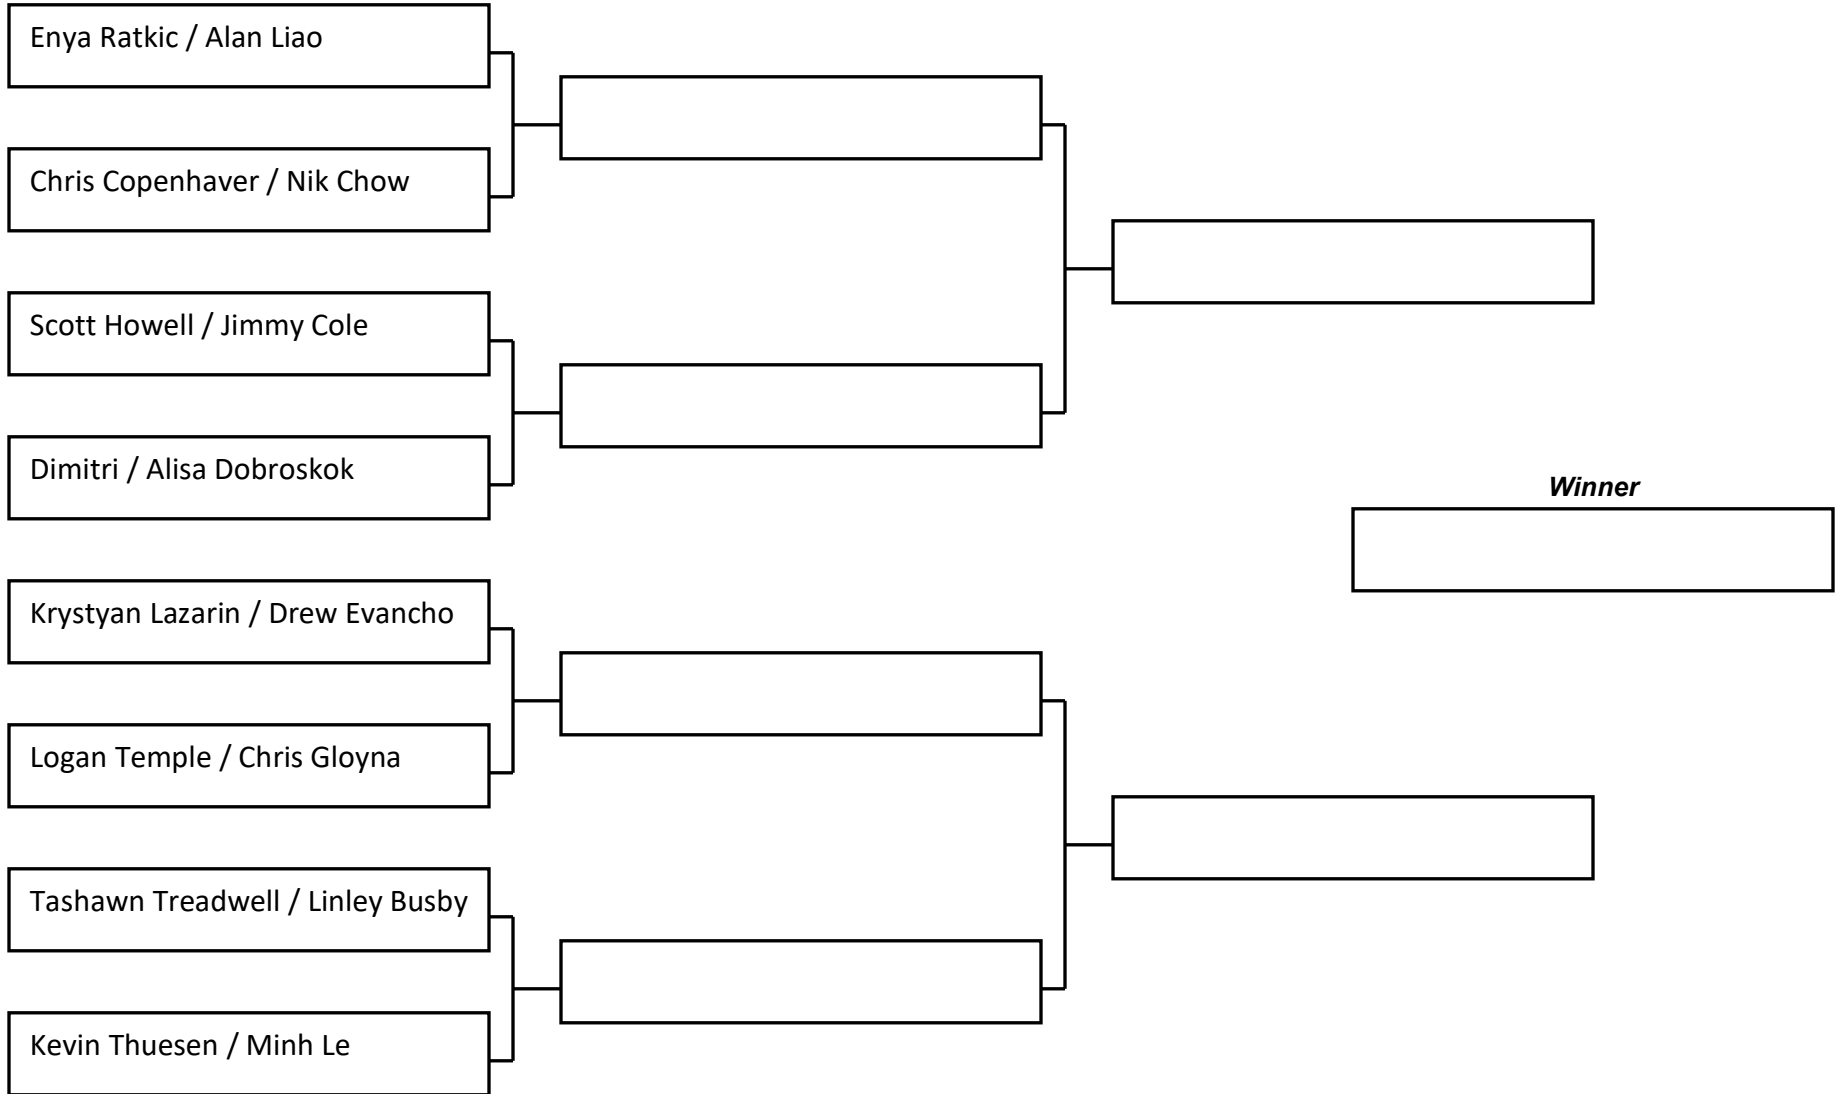 Enya Ratkic / Alan Liao
Chris Copenhaver / Nik Chow
Scott Howell / Jimmy Cole
Dimitri / Alisa Dobroskok
Winner
Krystyan Lazarin / Drew Evancho
Logan Temple / Chris Gloyna
Tashawn Treadwell / Linley Busby
Kevin Thuesen / Minh Le